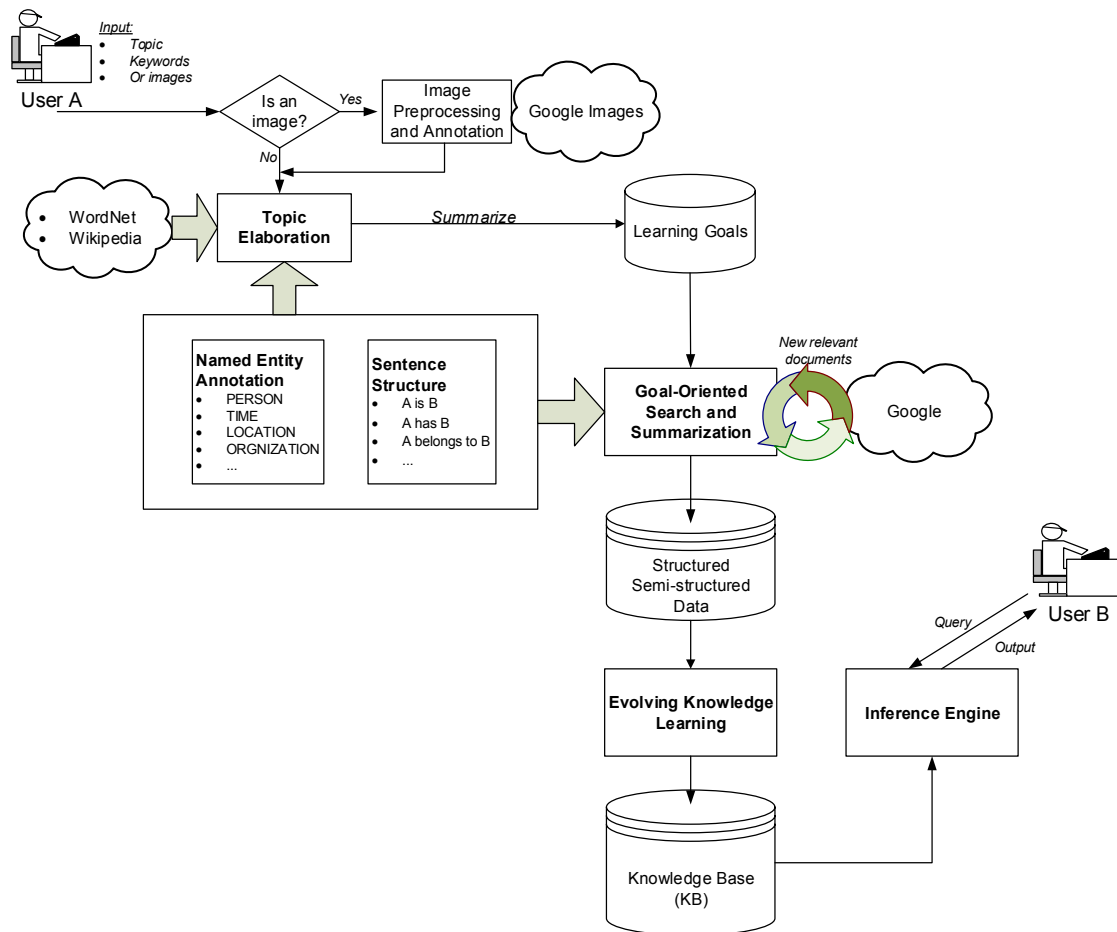 Input:
• Topic
• Keywords
• Or images
User A
Is an
image?
Yes
No
Image
Preprocessing
and Annotation
Google Images
• WordNet
• Wikipedia
Topic
Elaboration
Summarize
Learning Goals
Named Entity
Annotation
• PERSON
• TIME
• LOCATION
• ORGNIZATION
• ...
Sentence
Structure
• A is B
• A has B
• A belongs to B
• ...
Goal-Oriented
Search and
Summarization
New relevant
documents
Google
Structured
Semi-structured
Data
User B
Query
Output
Evolving Knowledge
Learning
Inference Engine
Knowledge Base
(KB)